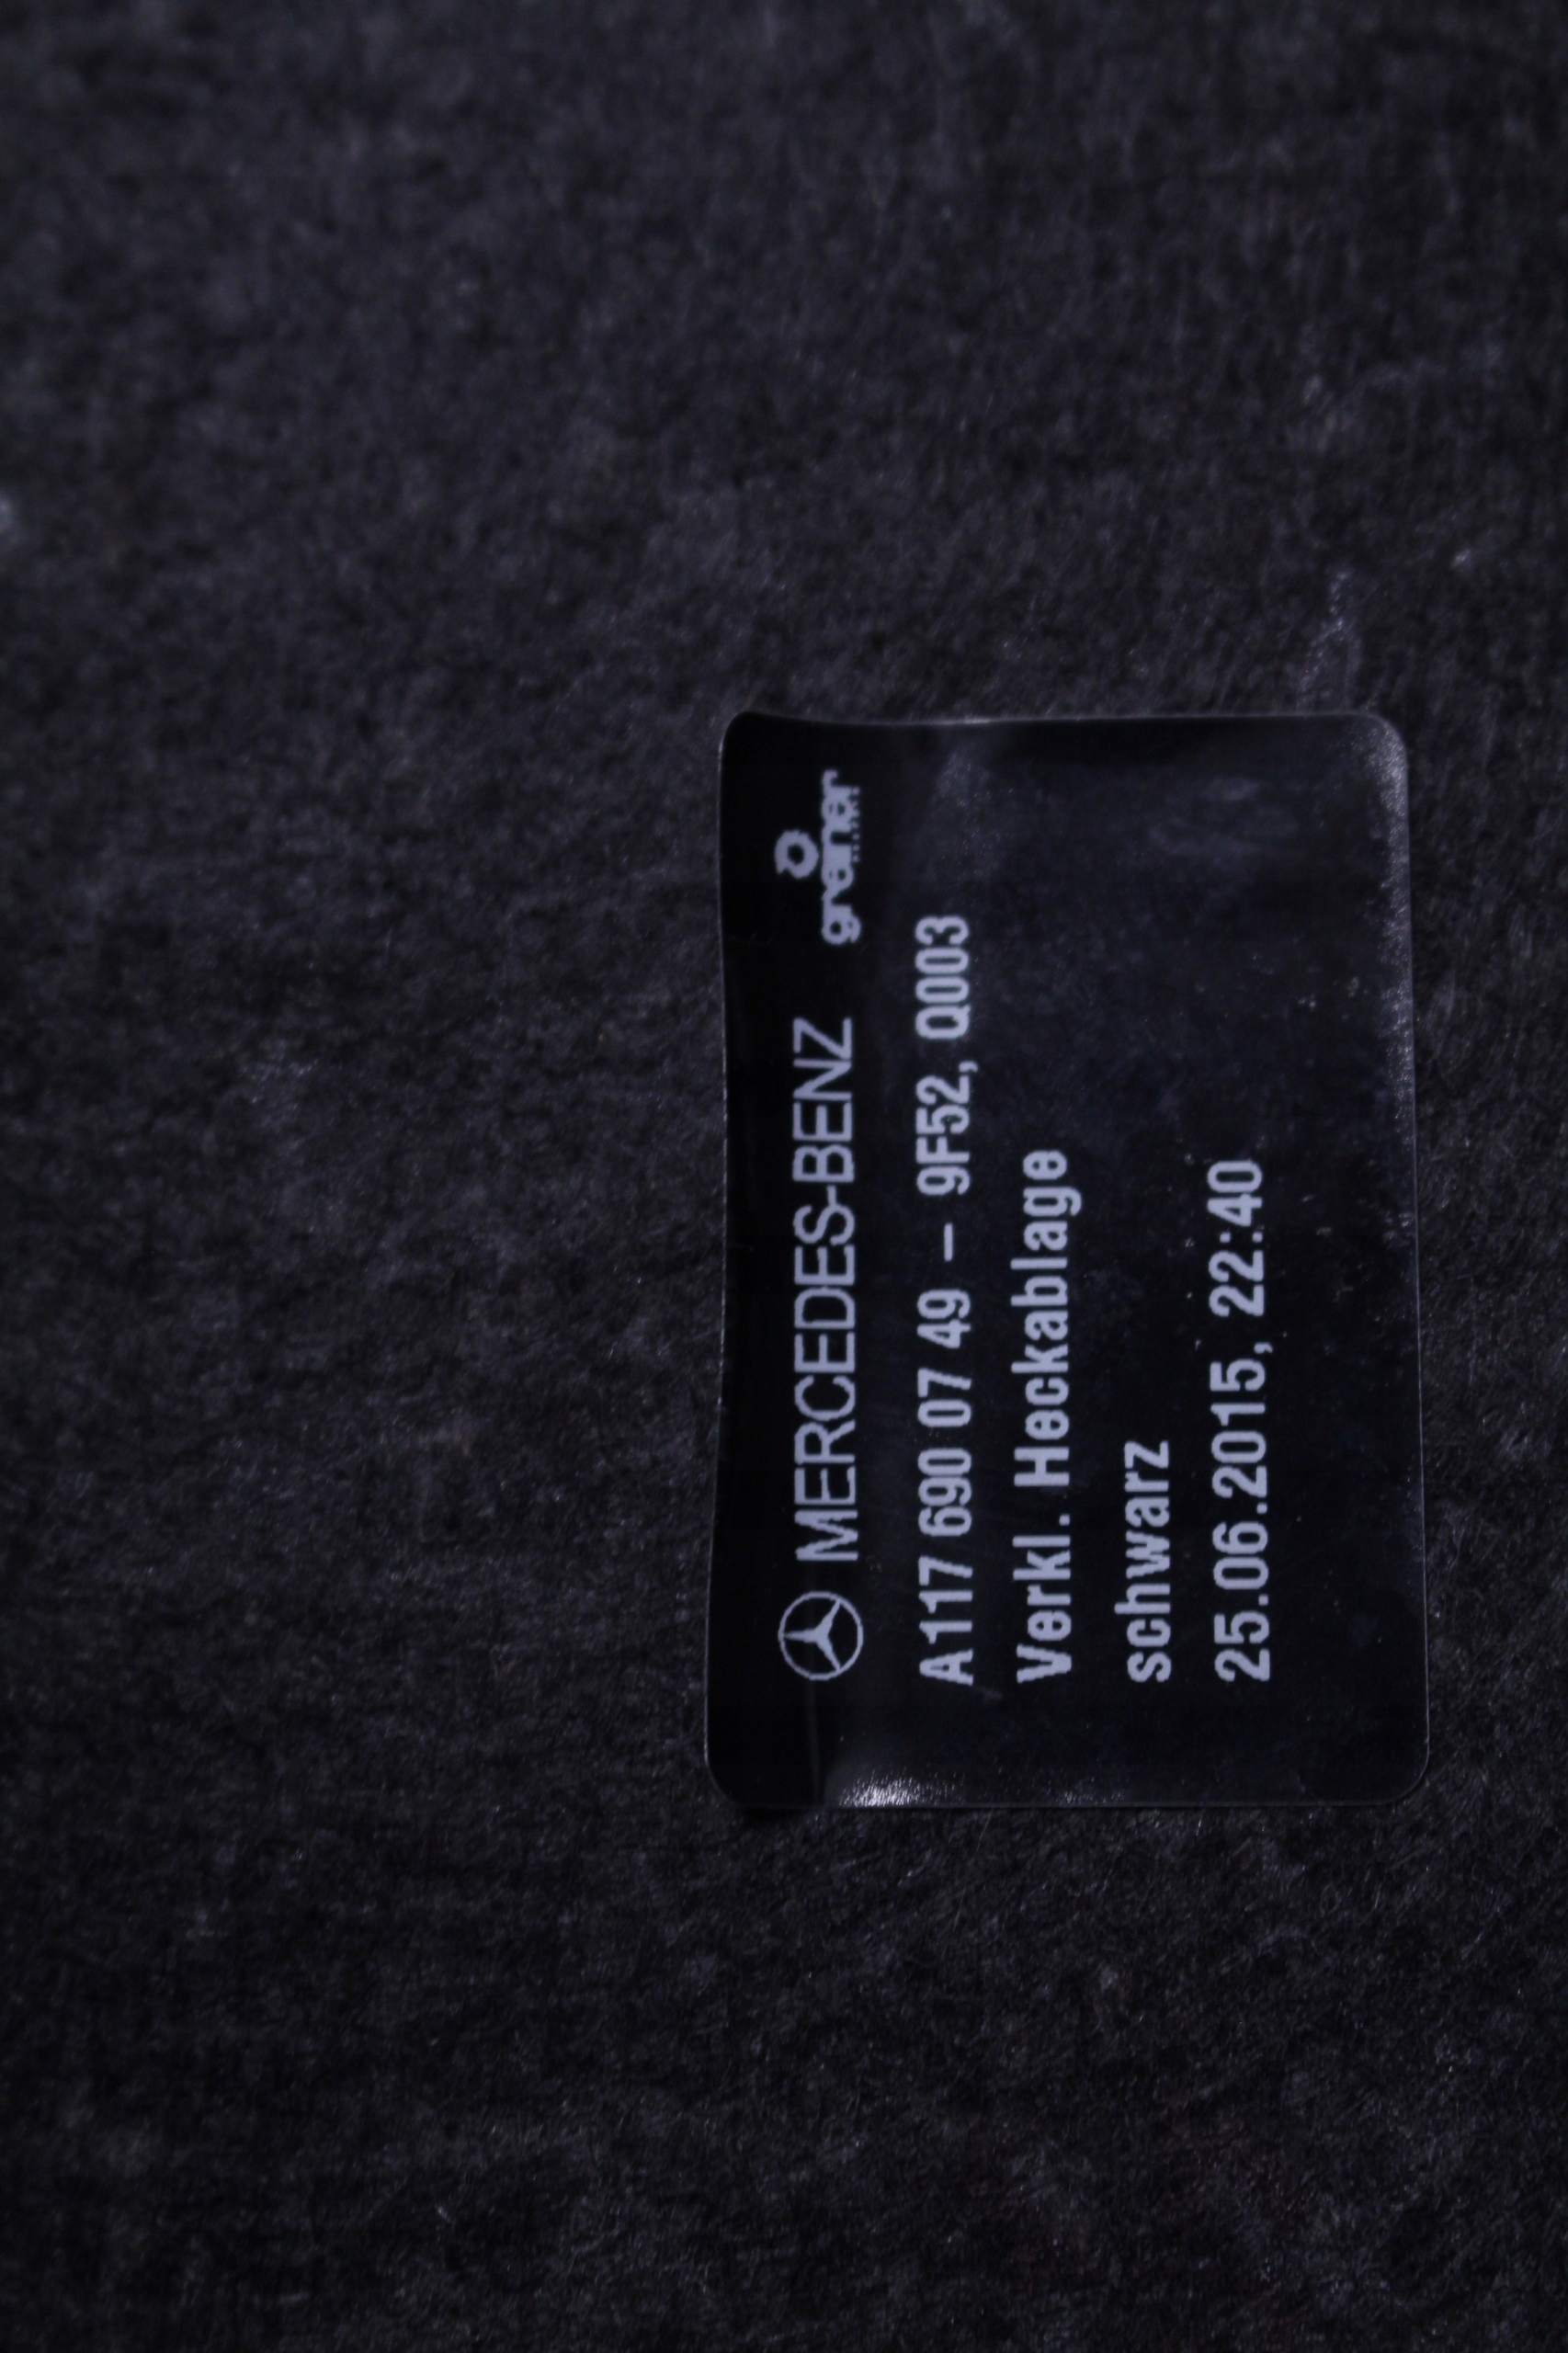 MERCEDES-BENZ greiner
A117 690 07 49 – 9F52, Q003
Verkl. Heckablage
schwarz
25.06.2015, 22:40